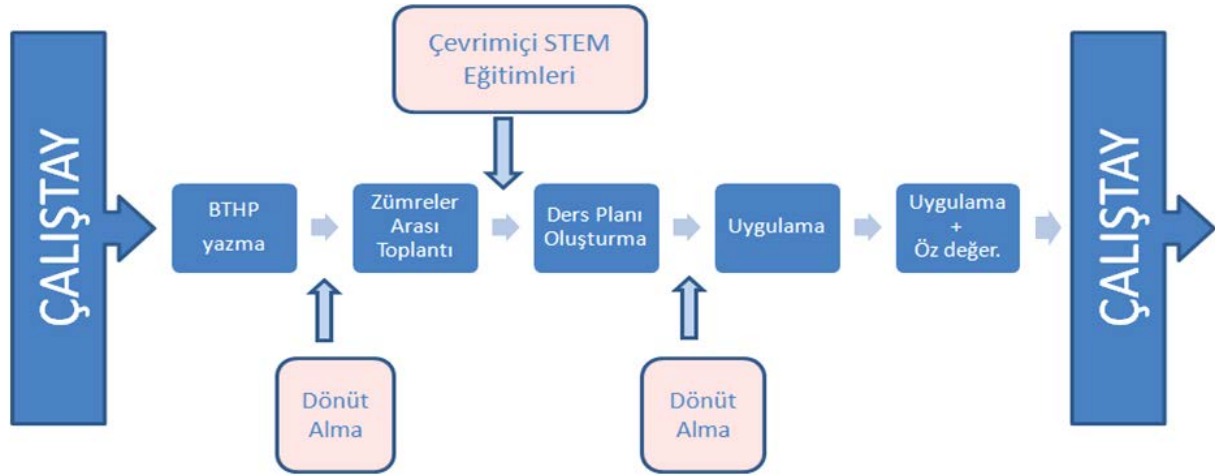 ÇALIŞTAY
Çevrimiçi STEM
Eğitimleri
BTHP
yazma
Zümreler
Arası
Toplantı
Ders Planı
Oluşturma
Uygulama
Uygulama
+
Öz değer.
Dönüt
Alma
Dönüt
Alma
ÇALIŞTAY